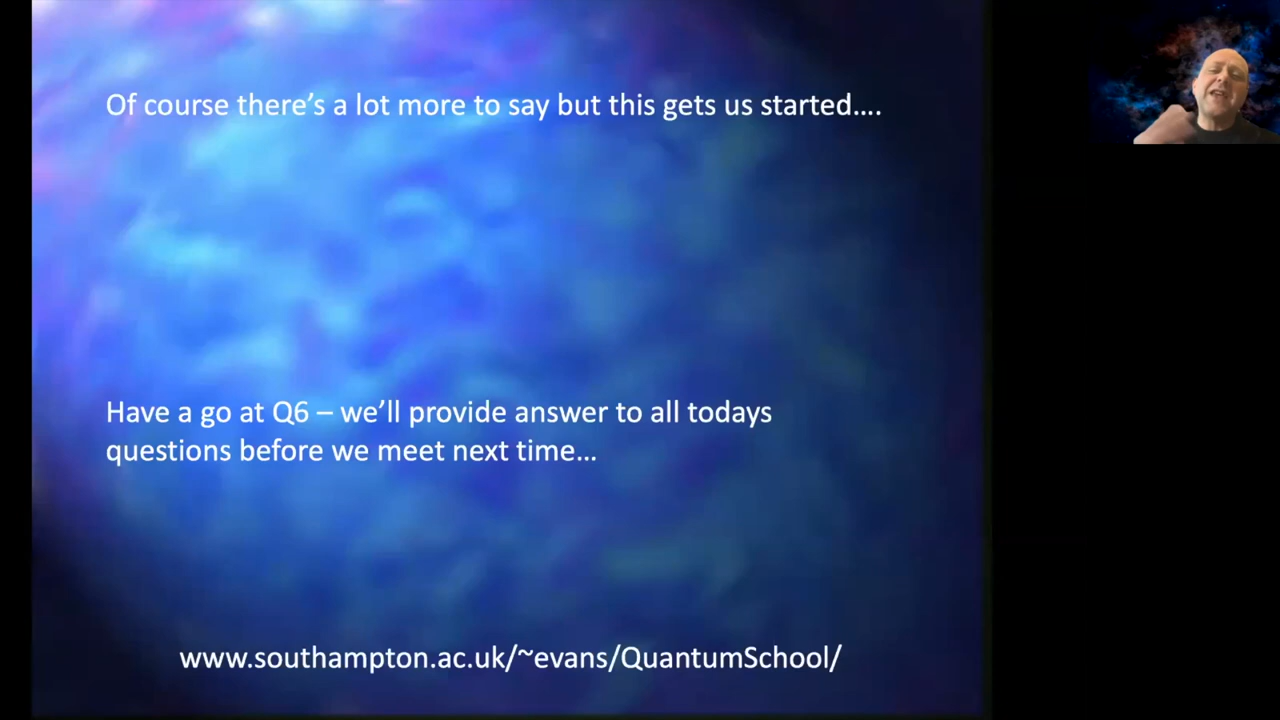 Of course there's a lot more to say but this gets us started….
Have a go at Q6 – we'll provide answer to all todays
questions before we meet next time…
www.southampton.ac.uk/~evans/QuantumSchool/